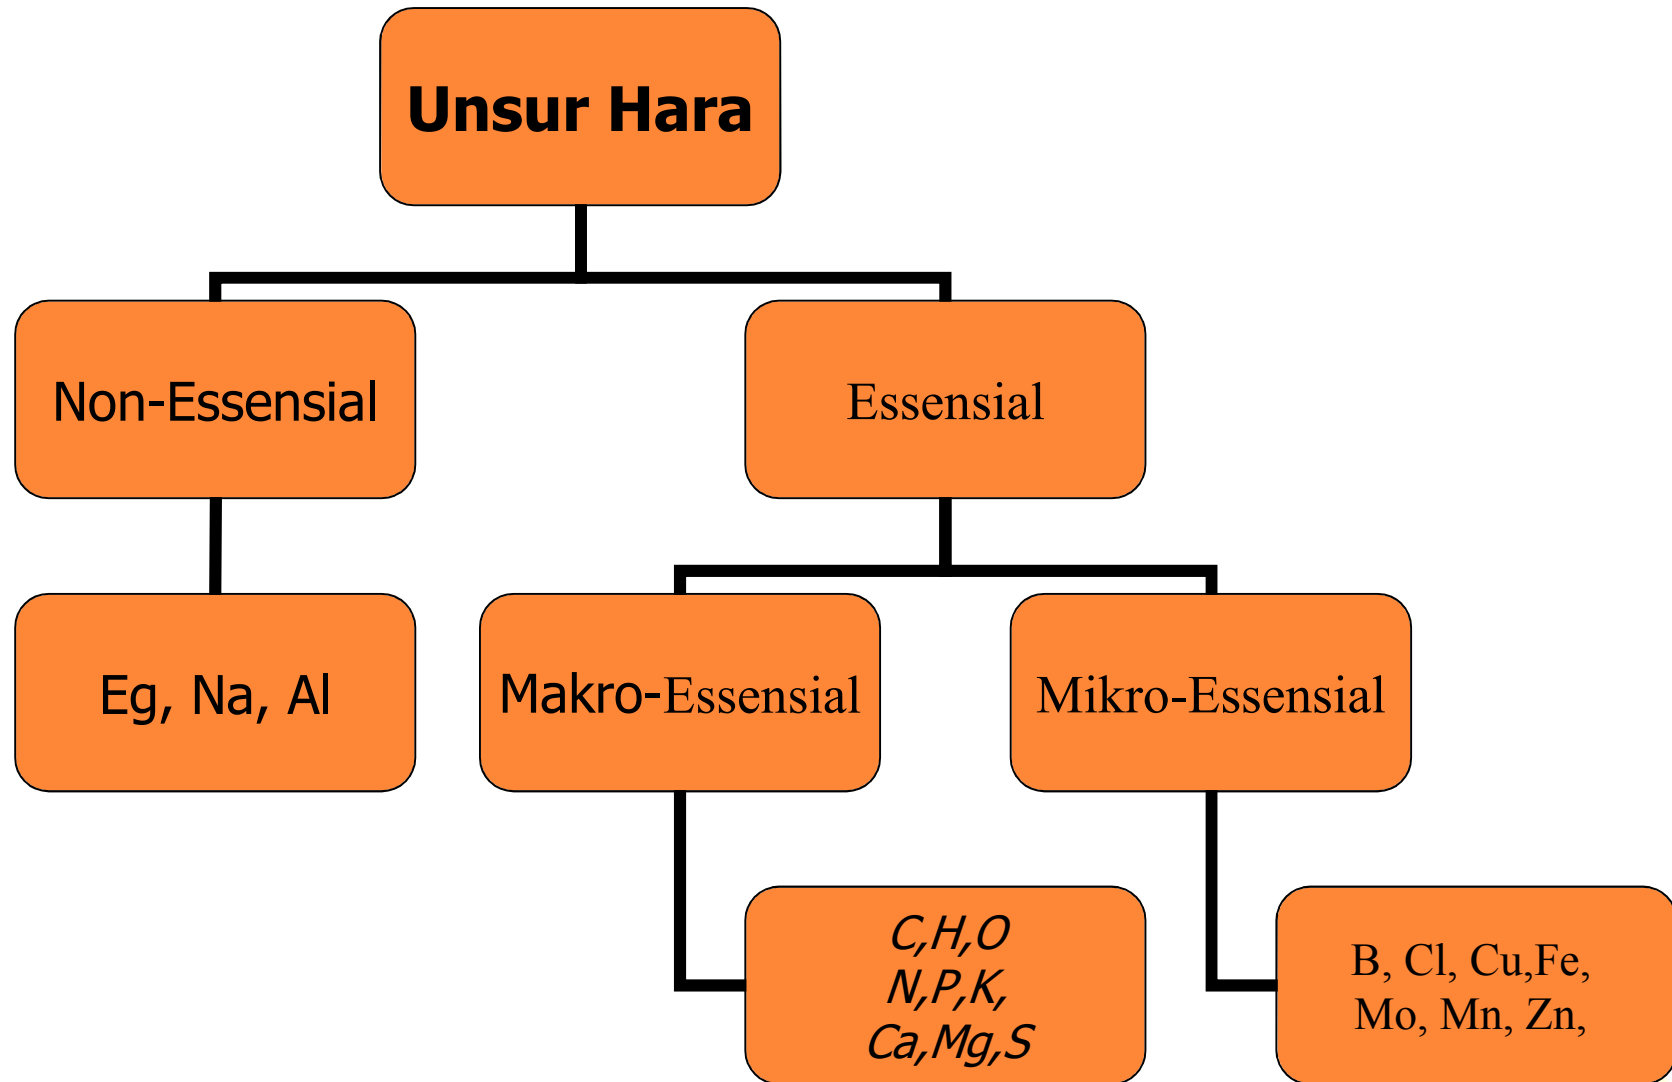 Unsur Hara
Non-Essensial
Essensial
Eg, Na, Al
Makro-Essensial
Mikro-Essensial
C,H,O
N,P,K,
Ca,Mg,S
B, Cl, Cu,Fe,
Mo, Mn, Zn,